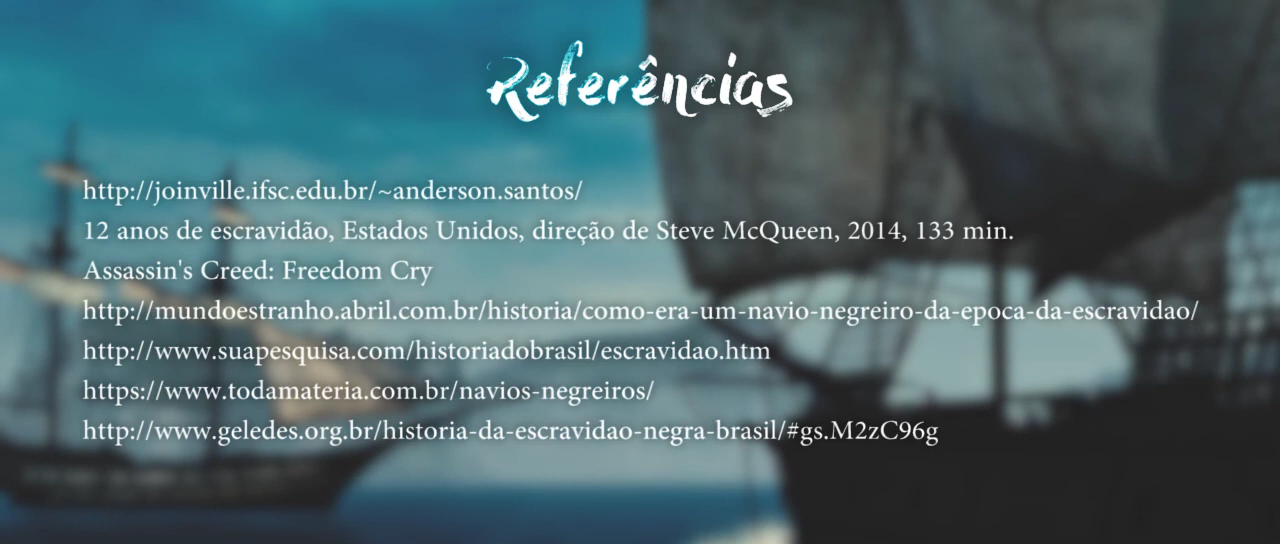 Referências
http://joinville.ifsc.edu.br/~anderson.santos/
12 anos de escravidão, Estados Unidos, direção de Steve McQueen, 2014, 133 min.
Assassin's Creed: Freedom Cry
http://mundoestranho.abril.com.br/historia/como-era-um-navio-negreiro-da-epoca-da-escravidao/
http://www.suapesquisa.com/historiadobrasil/escravidao.htm
https://www.todamateria.com.br/navios-negreiros/
http://www.geledes.org.br/historia-da-escravidao-negra-brasil/#gs.M2zC96g